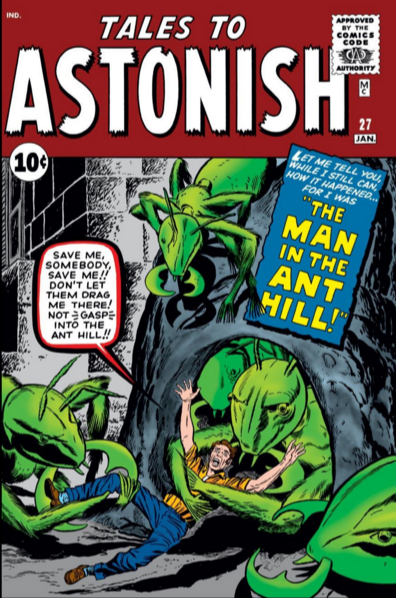 IND.
TALES TO
ASTONISH
APPROVED
BY THE
COMICS
CODE
CCA
AUTHORITY
M
C
27
JAN.
10¢
LET ME TELL YOU,
WHILE I STILL CAN,
HOW IT HAPPENED...
FOR I WAS
"THE
MAN
IN THE
ANT
HILL!"
SAVE ME,
SOMEBODY,
SAVE ME!!
DON'T LET
THEM DRAG
ME THERE!
NOT -GASP-
INTO THE
ANT HILL!!